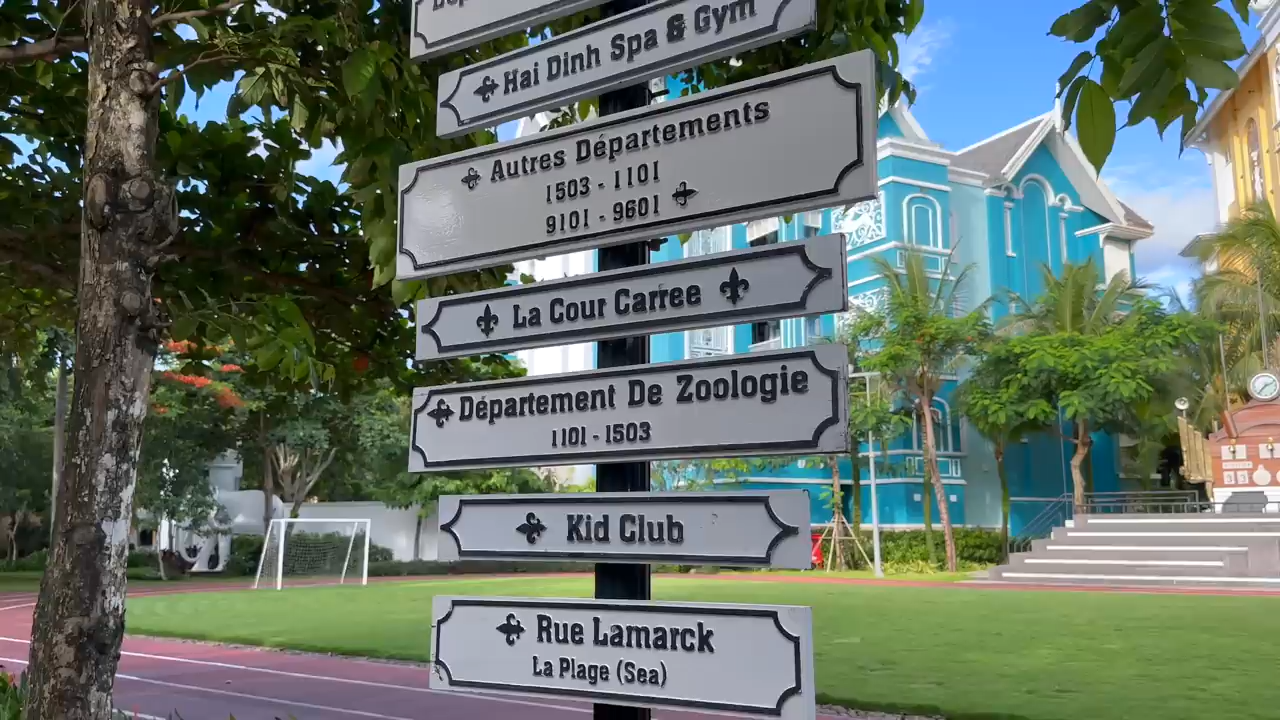 Hai Dinh Spa & Gym
Autres Départements
1503 - 1101
9101 - 9601
La Cour Carree
Département De Zoologie
1101 - 1503
Kid Club
Rue Lamarck
La Plage (Sea)